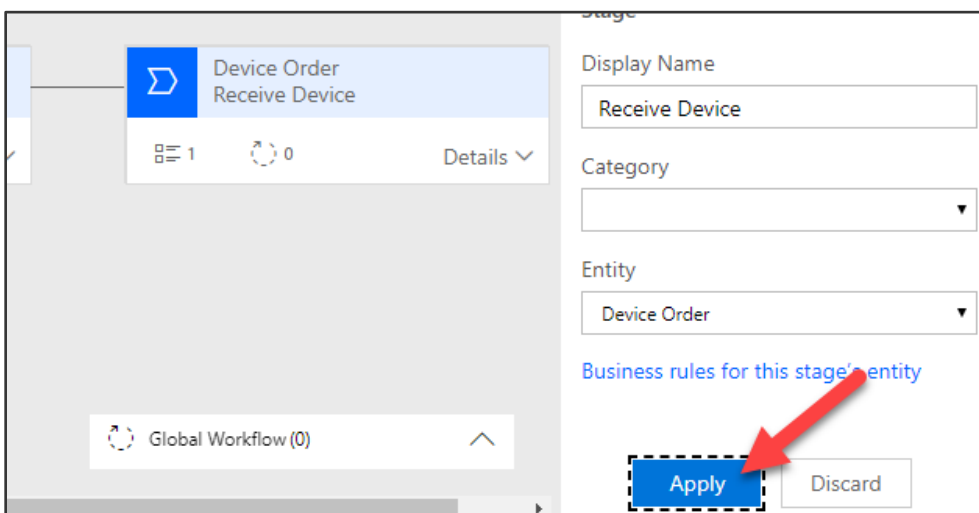 Stage
Device Order
Receive Device
1
0
Details
Global Workflow (0)
Display Name
Receive Device
Category
Entity
Device Order
Business rules for this stage's entity
Apply
Discard